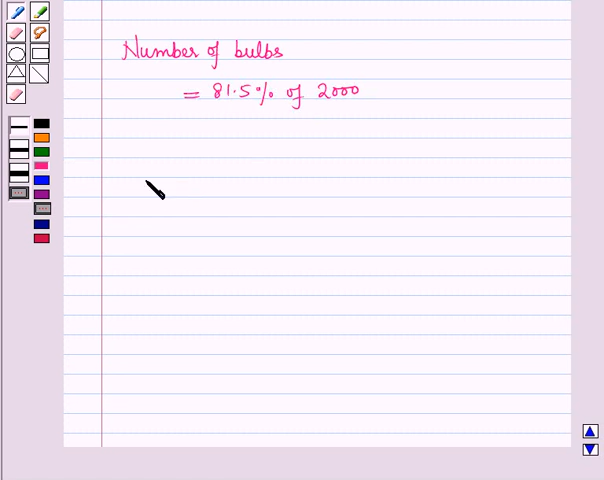 Number of bulbs
= 81.5% of 2000